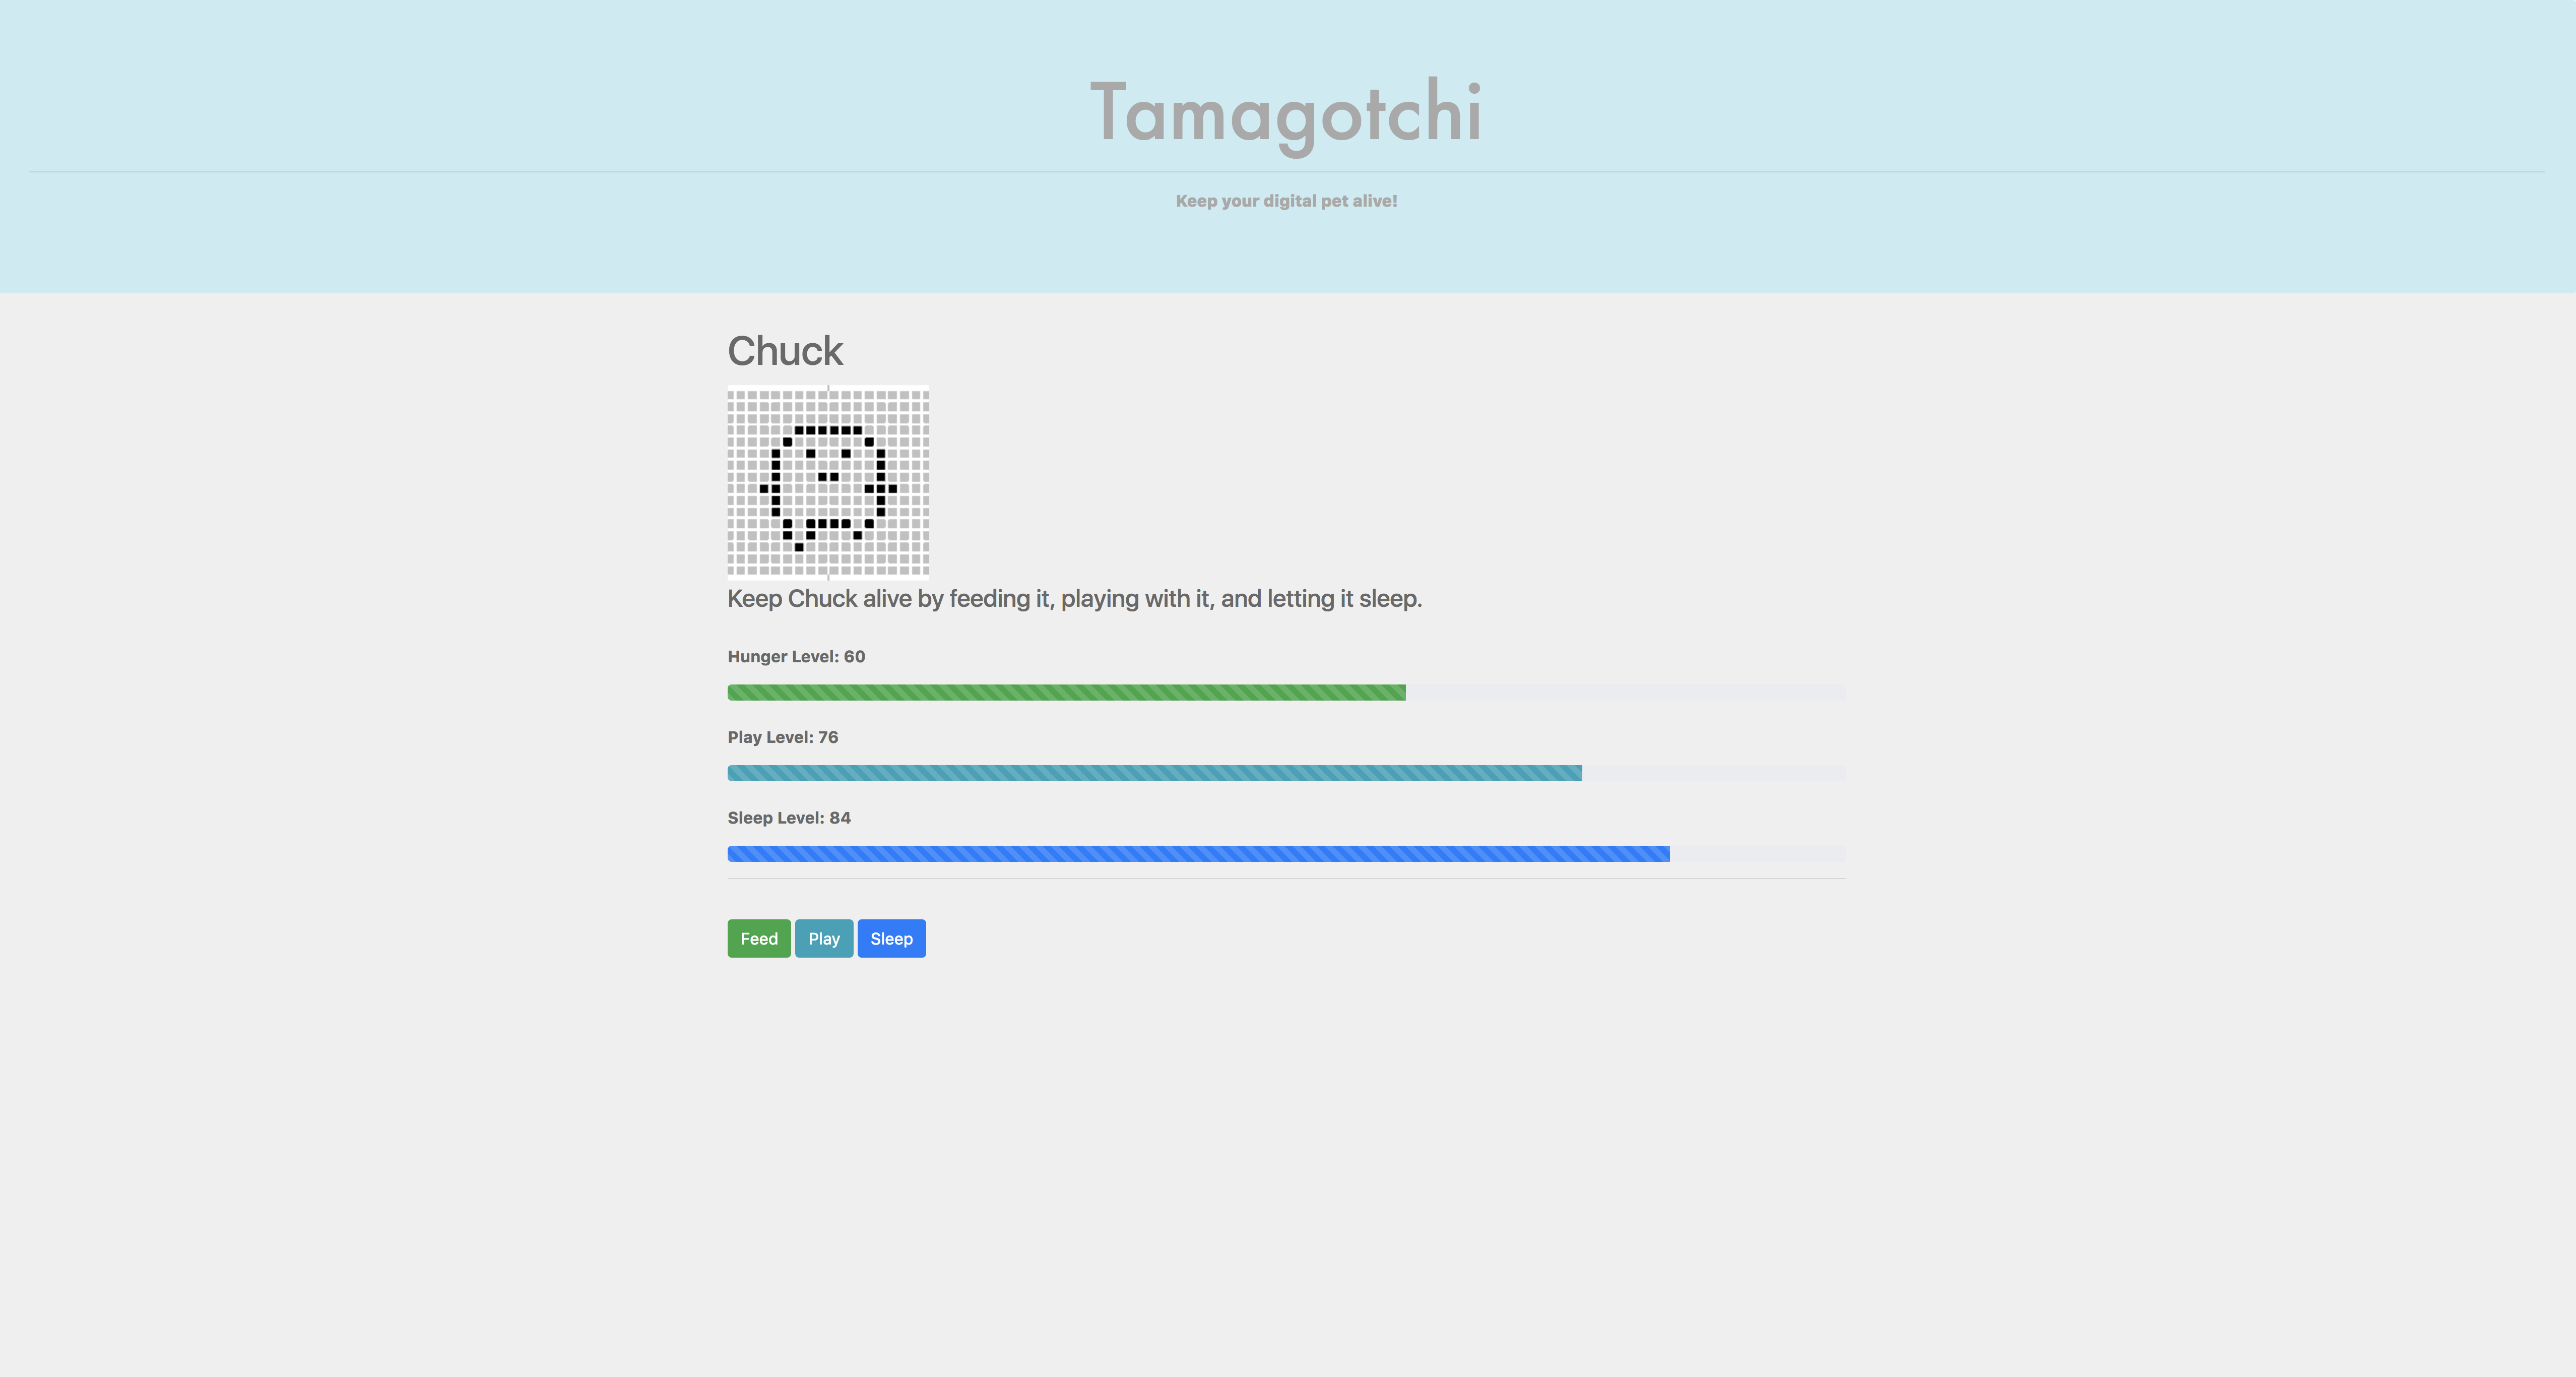 Tamagotchi
Keep your digital pet alive!
Chuck
Keep Chuck alive by feeding it, playing with it, and letting it sleep.
Hunger Level: 60
Play Level: 76
Sleep Level: 84
Feed Play Sleep